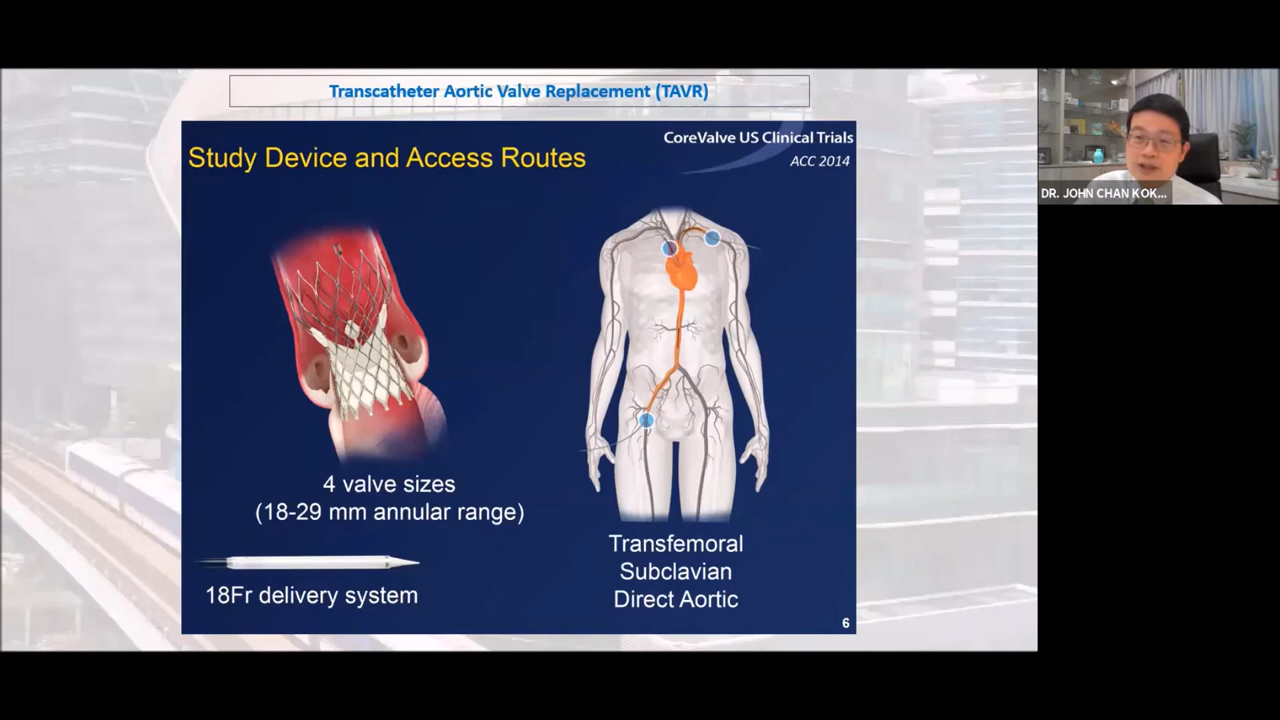 Transcatheter Aortic Valve Replacement (TAVR)
CoreValve US Clinical Trials
ACC 2014
Study Device and Access Routes
4 valve sizes
(18-29 mm annular range)
18Fr delivery system
Transfemoral
Subclavian
Direct Aortic
6
DR. JOHN CHAN KOK...